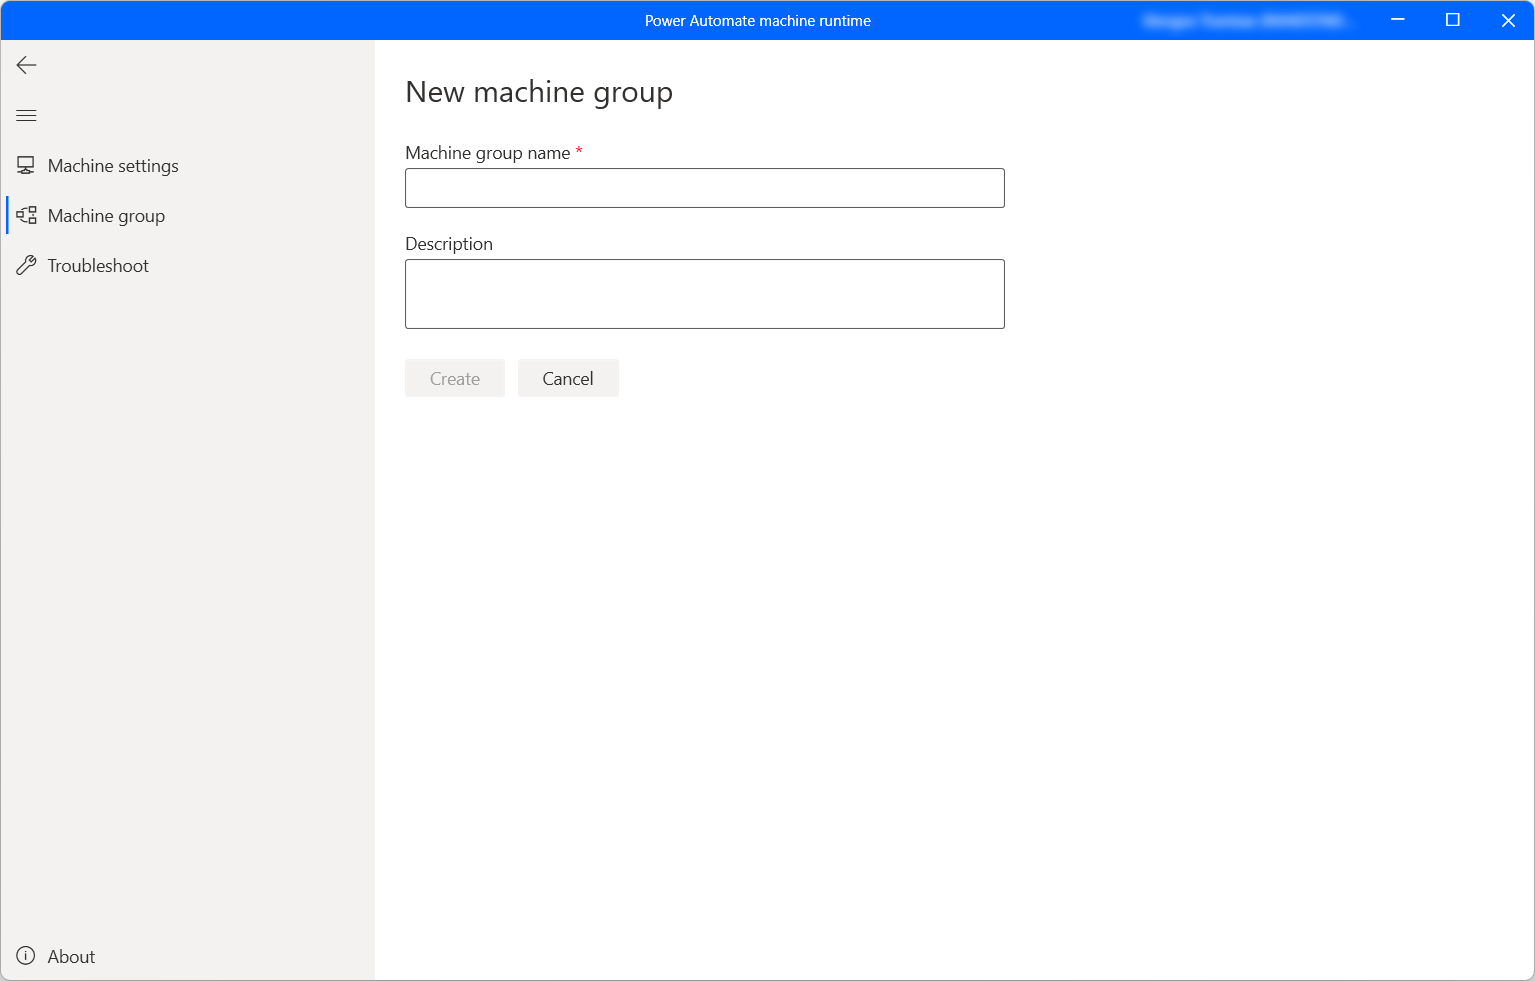 Power Automate machine runtime
Machine settings
Machine group
Troubleshoot
About
New machine group
Machine group name *
Description
Create
Cancel